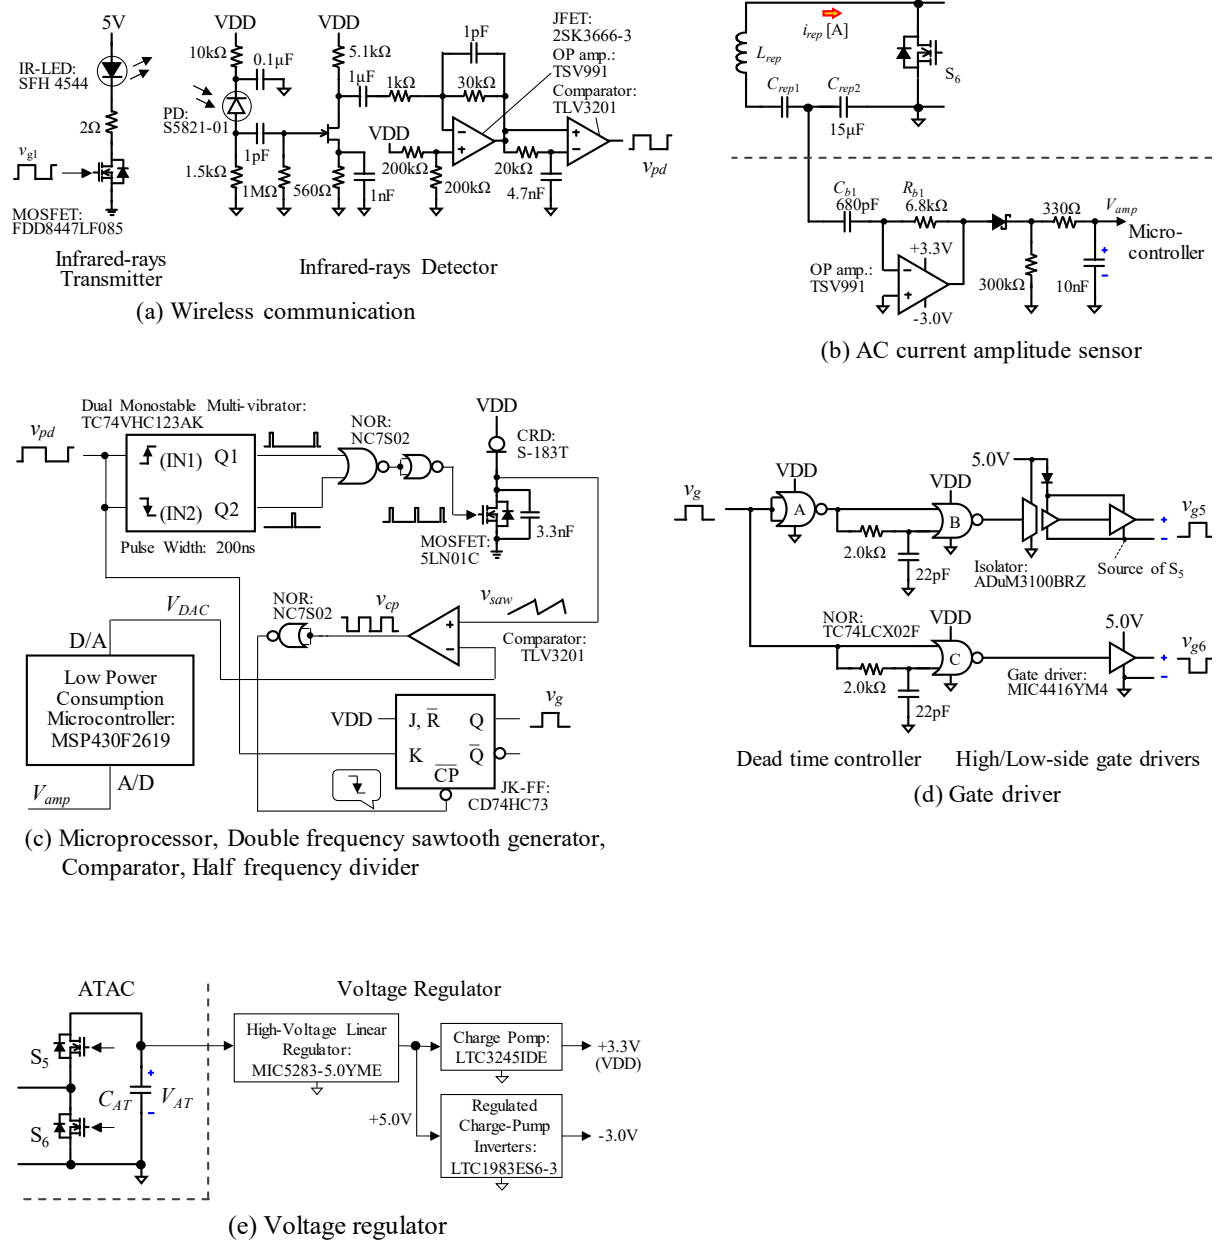 5V
IR-LED:
SFH 4544
2Ω
vg1
MOSFET:
FDD8447LF085
Infrared-rays
Transmitter
VDD
10kΩ
0.1μF
PD:
S5821-01
1.5kΩ
1pF
1MΩ
VDD
5.1kΩ
1μF
1kΩ
560Ω
1nF
1pF
30kΩ
VDD
200kΩ
200kΩ
20kΩ
4.7nF
JFET:
2SK3666-3
OP amp.:
TSV991
Comparator:
TLV3201
vpd
Infrared-rays Detector
(a) Wireless communication
irep [A]
Lrep
Crep1
Crep2
15μF
S6
Cb1
680pF
Rb1
6.8kΩ
+3.3V
OP amp.:
TSV991
-3.0V
300kΩ
330Ω
10nF
Vamp
Micro-
controller
(b) AC current amplitude sensor
Dual Monostable Multi-vibrator:
TC74VHC123AK
vpd
(IN1) Q1
(IN2) Q2
Pulse Width: 200ns
NOR:
NC7S02
VDD
CRD:
S-183T
MOSFET:
5LN01C
3.3nF
VDAC
NOR:
NC7S02
vcp
vsaw
Comparator:
TLV3201
D/A
Low Power
Consumption
Microcontroller:
MSP430F2619
A/D
Vamp
VDD
J, R Q
K Q
CP
vg
JK-FF:
CD74HC73
(c) Microprocessor, Double frequency sawtooth generator,
Comparator, Half frequency divider
vg
VDD
A
2.0kΩ
22pF
VDD
B
5.0V
Isolator:
ADuM3100BRZ
Source of S5
vg5
NOR:
TC74LCX02F
VDD
C
2.0kΩ
22pF
5.0V
Gate driver:
MIC4416YM4
vg6
Dead time controller High/Low-side gate drivers
(d) Gate driver
ATAC
S5
S6
CAT
VAT
Voltage Regulator
High-Voltage Linear
Regulator:
MIC5283-5.0YME
Charge Pomp:
LTC3245IDE
+3.3V
(VDD)
+5.0V
Regulated
Charge-Pump
Inverters:
LTC1983ES6-3
-3.0V
(e) Voltage regulator